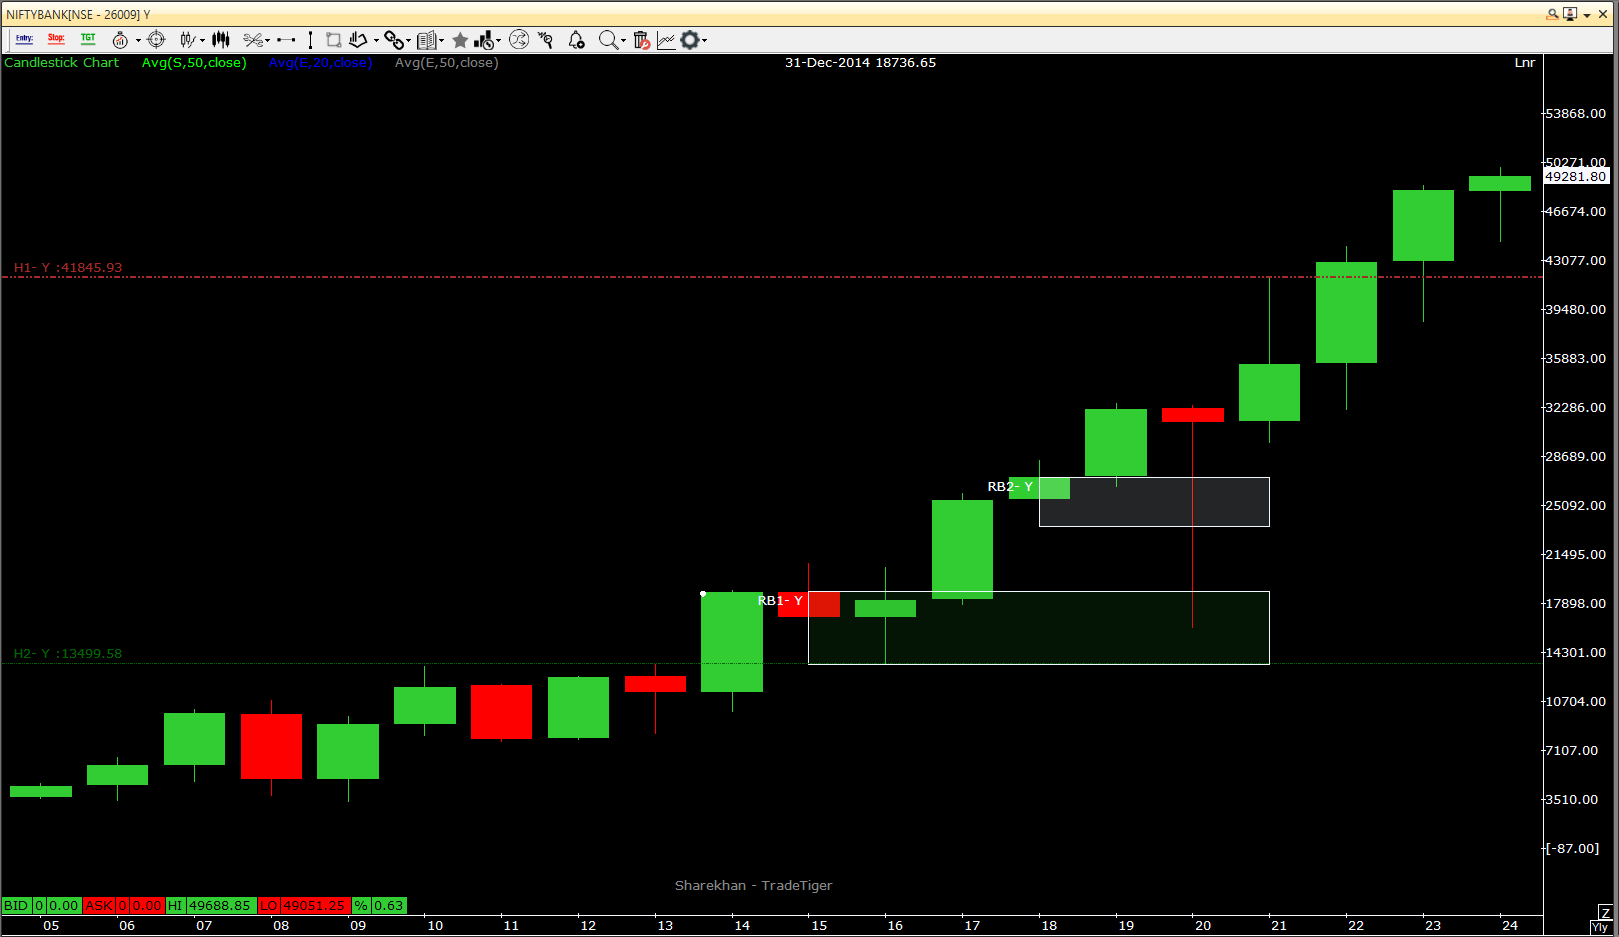 NIFTYBANK[NSE - 26009] Y
Entry: Stop: TGT
Candlestick Chart Avg(S,50,close) Avg(E,20,close) Avg(E,50,close) 31-Dec-2014 18736.65 Lnr
53868.00
50271.00
49281.80
46674.00
43077.00
H1- Y :41845.93
39480.00
35883.00
32286.00
28689.00
RB2- Y
25092.00
21495.00
RB1- Y
17898.00
H2- Y :13499.58
14301.00
10704.00
7107.00
3510.00
[-87.00]
Sharekhan - TradeTiger
BID 0 0.00 ASK 0 0.00 HI 49688.85 LO 49051.25 % 0.63
Z
05 06 07 08 09 10 11 12 13 14 15 16 17 18 19 20 21 22 23 24 Yly